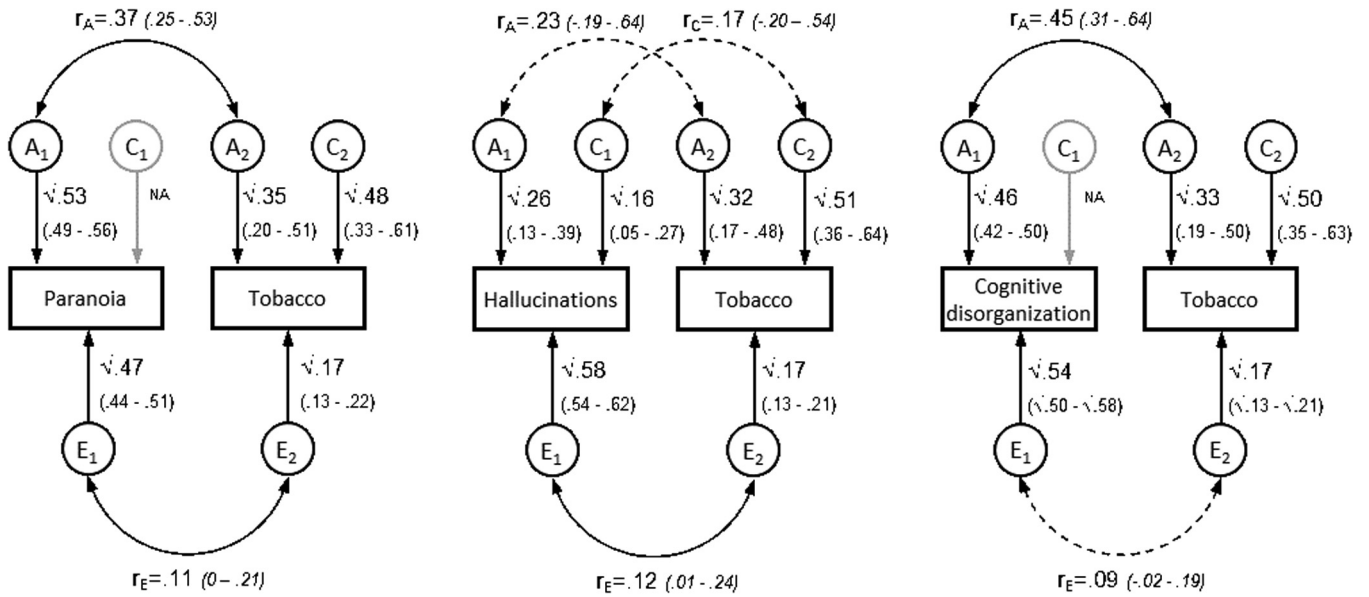 rA=.37 (.25 - .53)
A1
C1
A2
C2
√.53
(.49 - .56)
NA
√.35
(.20 - .51)
√.48
(.33 - .61)
Paranoia
Tobacco
√.47
(.44 - .51)
√.17
(.13 - .22)
E1
E2
rE=.11 (0 – .21)
rA=.23 (-.19 - .64)
rC=.17 (-.20 – .54)
A1
C1
A2
C2
√.26
(.13 - .39)
√.16
(.05 - .27)
√.32
(.17 - .48)
√.51
(.36 - .64)
Hallucinations
Tobacco
√.58
(.54 - .62)
√.17
(.13 - .21)
E1
E2
rE=.12 (.01 - .24)
rA=.45 (.31 - .64)
A1
C1
A2
C2
√.46
(.42 - .50)
NA
√.33
(.19 - .50)
√.50
(.35 - .63)
Cognitive
disorganization
Tobacco
√.54
(√.50 - √.58)
√.17
(√.13 - √.21)
E1
E2
rE=.09 (-.02 - .19)